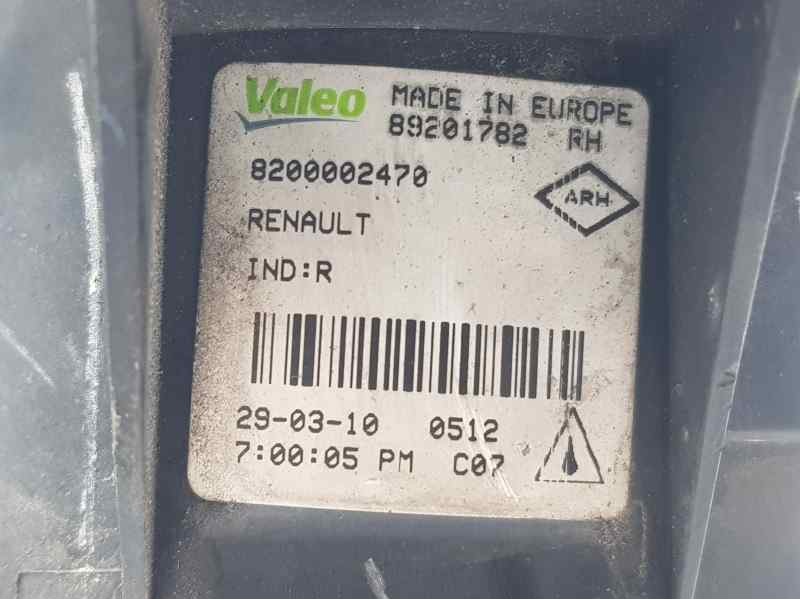 Valeo MADE IN EUROPE
89201782 RH
8200002470
ARH
RENAULT
IND:R
29-03-10 0512
7:00:05 PM C07